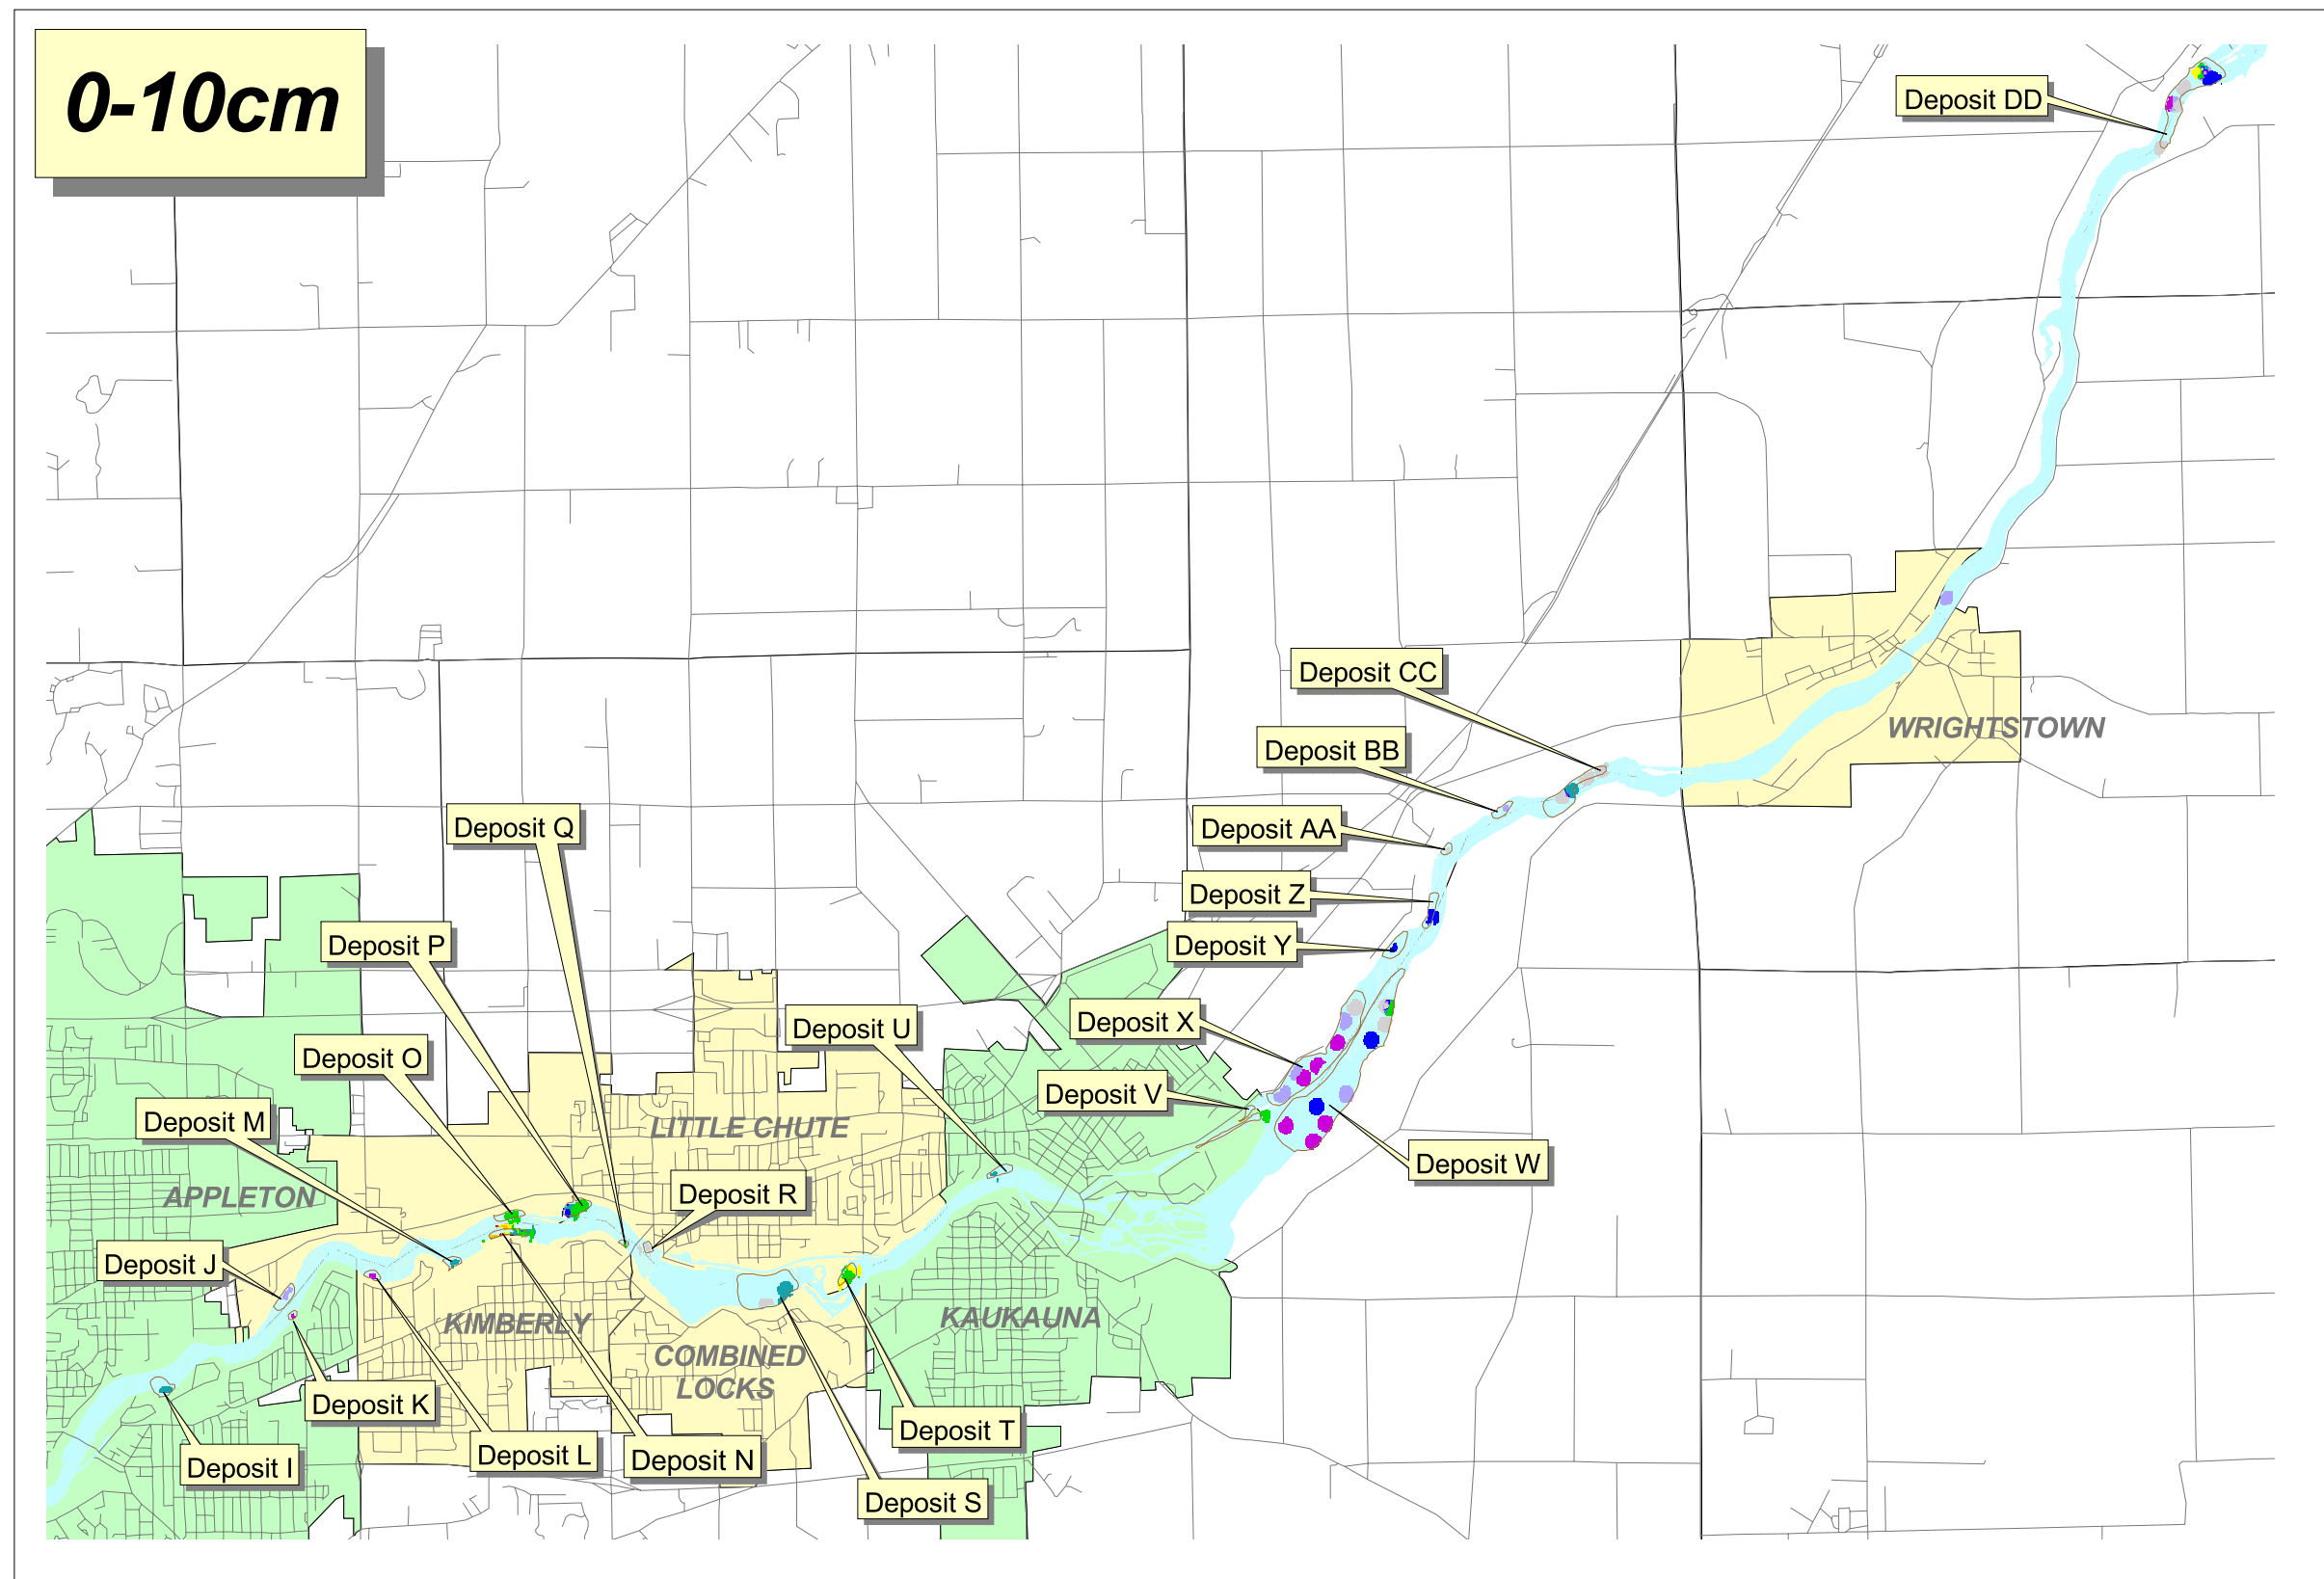 0-10cm
Deposit DD
WRIGHTSTOWN
Deposit CC
Deposit BB
Deposit AA
Deposit Z
Deposit Y
Deposit X
Deposit V
Deposit W
Deposit Q
Deposit P
Deposit O
Deposit M
Deposit U
LITTLE CHUTE
Deposit R
APPLETON
Deposit J
KIMBERLY
KAUKAUNA
COMBINED
LOCKS
Deposit K
Deposit I
Deposit L
Deposit N
Deposit T
Deposit S